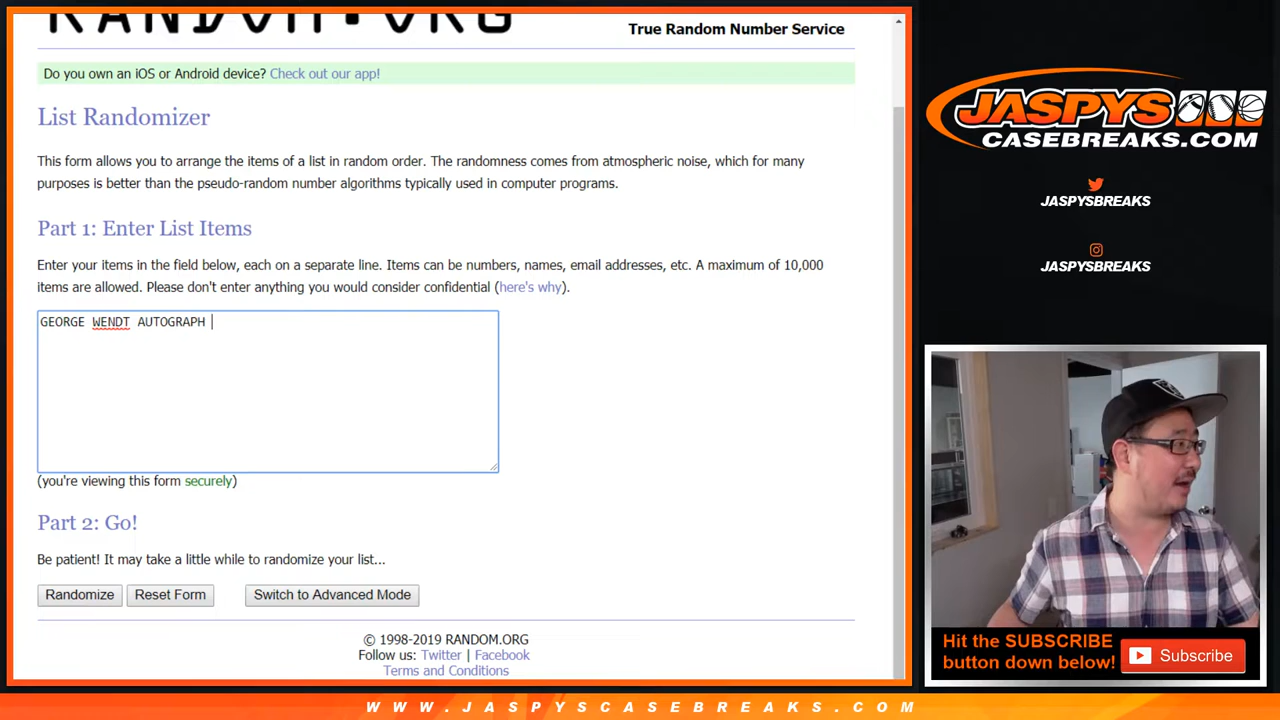 RANDOM.ORG
True Random Number Service
Do you own an iOS or Android device? Check out our app!
List Randomizer
This form allows you to arrange the items of a list in random order. The randomness comes from atmospheric noise, which for many
purposes is better than the pseudo-random number algorithms typically used in computer programs.
Part 1: Enter List Items
Enter your items in the field below, each on a separate line. Items can be numbers, names, email addresses, etc. A maximum of 10,000
items are allowed. Please don't enter anything you would consider confidential (here's why).
GEORGE WENDT AUTOGRAPH
(you're viewing this form securely)
Part 2: Go!
Be patient! It may take a little while to randomize your list...
Randomize Reset Form Switch to Advanced Mode
© 1998-2019 RANDOM.ORG
Follow us: Twitter | Facebook
Terms and Conditions
JASPYS
CASEBREAKS.COM
JASPYSBREAKS
JASPYSBREAKS
Hit the SUBSCRIBE
button down below!
Subscribe
WWW.JASPYSCASEBREAKS.COM